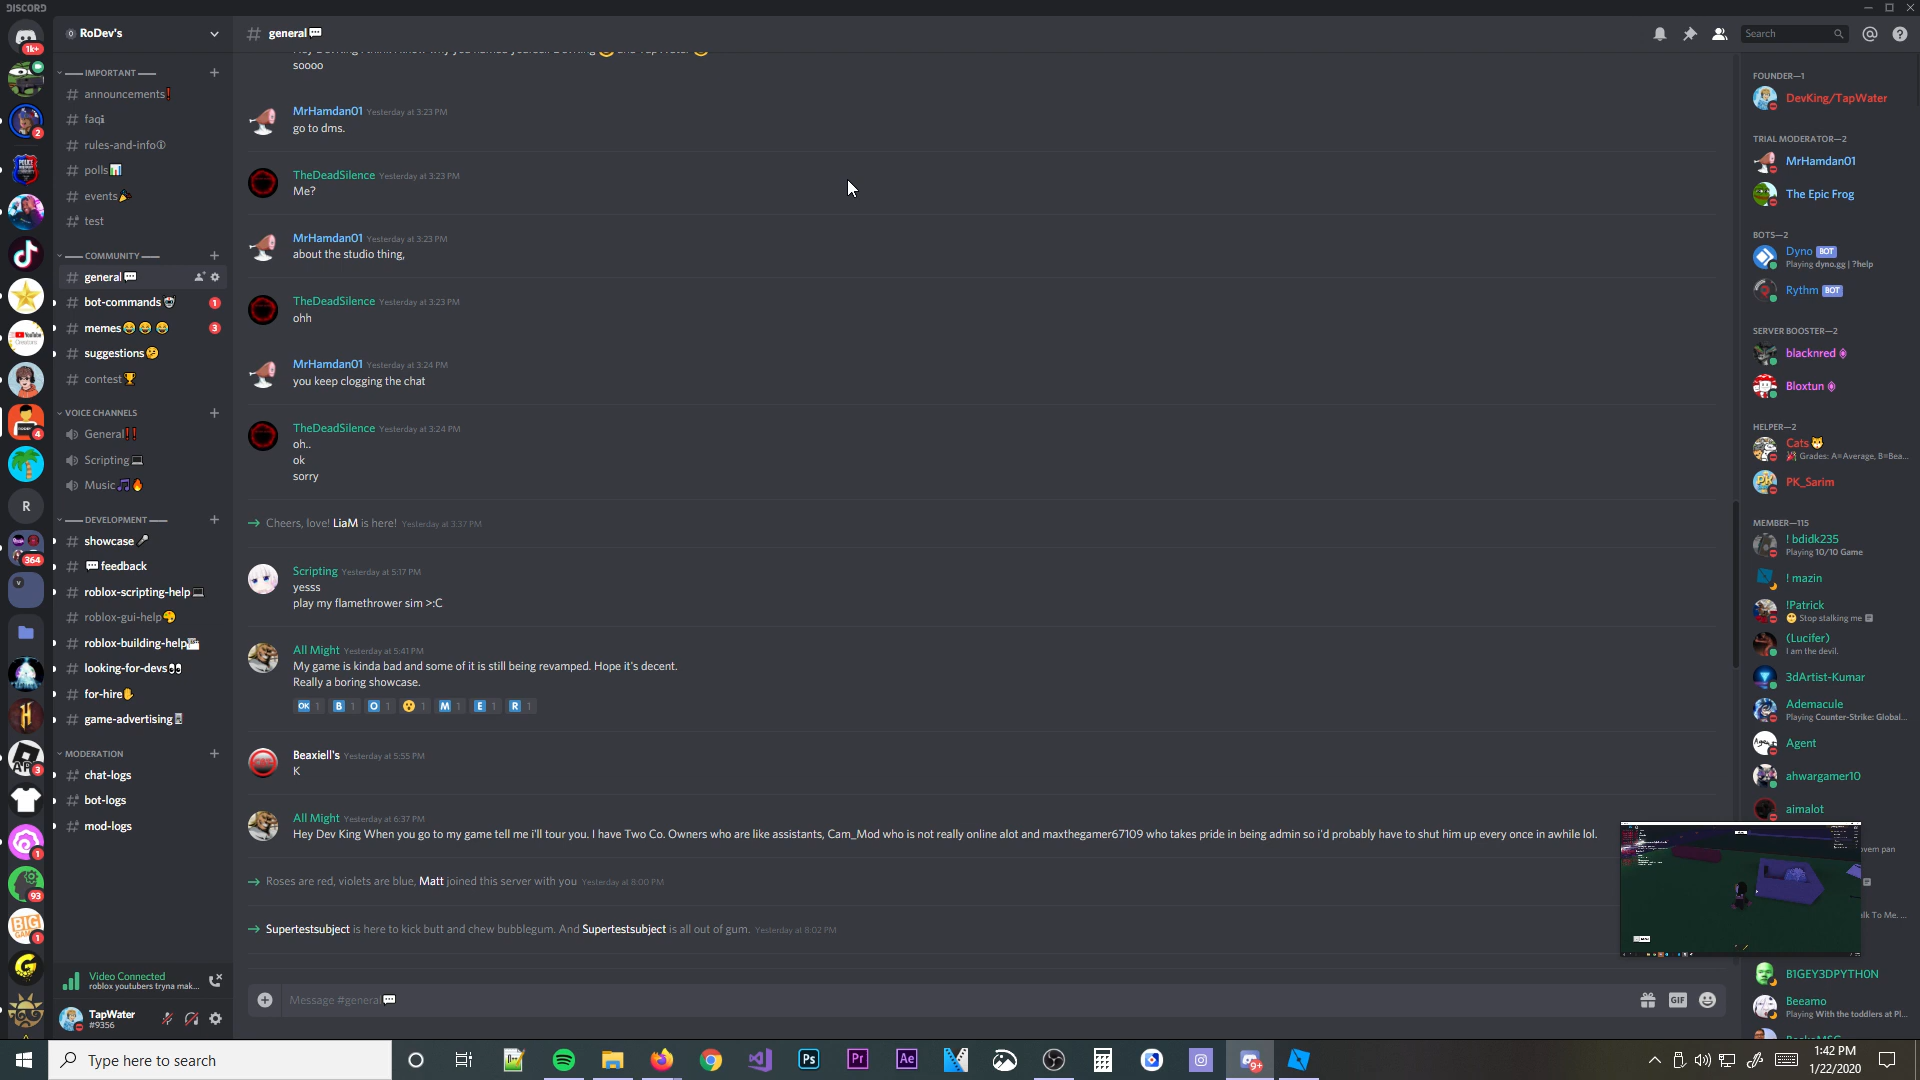 DISCORD
RoDev's
IMPORTANT
announcements
faq
rules-and-info
polls
events
test
COMMUNITY
general
bot-commands
1
memes
3
suggestions
contest
VOICE CHANNELS
General
Scripting
Music
DEVELOPMENT
showcase
feedback
roblox-scripting-help
roblox-gui-help
roblox-building-help
looking-for-devs
for-hire
game-advertising
MODERATION
chat-logs
bot-logs
mod-logs
Video Connected
roblox youtubers tryna mak...
TapWater
#9356
1k+
2
4
R
364
3
1
93
1
general
Search
soooo
MrHamdan01 Yesterday at 3:23 PM
go to dms.
TheDeadSilence Yesterday at 3:23 PM
Me?
MrHamdan01 Yesterday at 3:23 PM
about the studio thing,
TheDeadSilence Yesterday at 3:23 PM
ohh
MrHamdan01 Yesterday at 3:24 PM
you keep clogging the chat
TheDeadSilence Yesterday at 3:24 PM
oh..
ok
sorry
Cheers, love! LiaM is here! Yesterday at 3:37 PM
Scripting Yesterday at 5:17 PM
yesss
play my flamethrower sim >:C
All Might Yesterday at 5:41 PM
My game is kinda bad and some of it is still being revamped. Hope it's decent.
Really a boring showcase.
OK 1 B 1 O 1 1 M 1 E 1 R 1
Beaxiell's Yesterday at 5:55 PM
K
All Might Yesterday at 6:37 PM
Hey Dev King When you go to my game tell me i'll tour you. I have Two Co. Owners who are like assistants, Cam_Mod who is not really online alot and maxthegamer67109 who takes pride in being admin so i'd probably have to shut him up every once in awhile lol.
Roses are red, violets are blue, Matt joined this server with you Yesterday at 8:00 PM
Supertestsubject is here to kick butt and chew bubblegum. And Supertestsubject is all out of gum. Yesterday at 8:02 PM
Message #general
GIF
FOUNDER—1
DevKing/TapWater
TRIAL MODERATOR—2
MrHamdan01
The Epic Frog
BOTS—2
Dyno BOT
Playing dyno.gg | ?help
Rythm BOT
SERVER BOOSTER—2
blacknred
Bloxtun
HELPER—2
Cats
Grades: A=Average, B=Bea...
PK_Sarim
MEMBER—115
! bdidk235
Playing 10/10 Game
! mazin
!Patrick
Stop stalking me
(Lucifer)
I am the devil.
3dArtist-Kumar
Ademacule
Playing Counter-Strike: Global...
Agent
ahwargamer10
aimalot
B1GEY3DPYTH0N
Beeamo
Playing With the toddlers at Pl...
Type here to search
Ps
Pr
Ae
9+
1:42 PM
1/22/2020